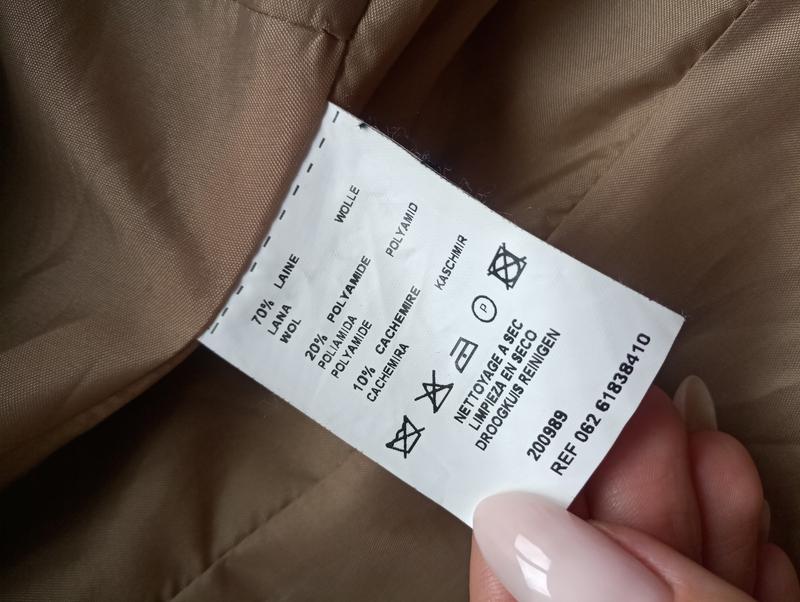 70% LAINE WOLLE
LANA
WOL
20% POLYAMIDE POLYAMID
POLIAMIDA
POLYAMIDE
10% CACHEMIRE KASCHMIR
CACHEMIRA
P
NETTOYAGE A SEC
LIMPIEZA EN SECO
DROOGKUIS REINIGEN
200989
REF 062 61838410